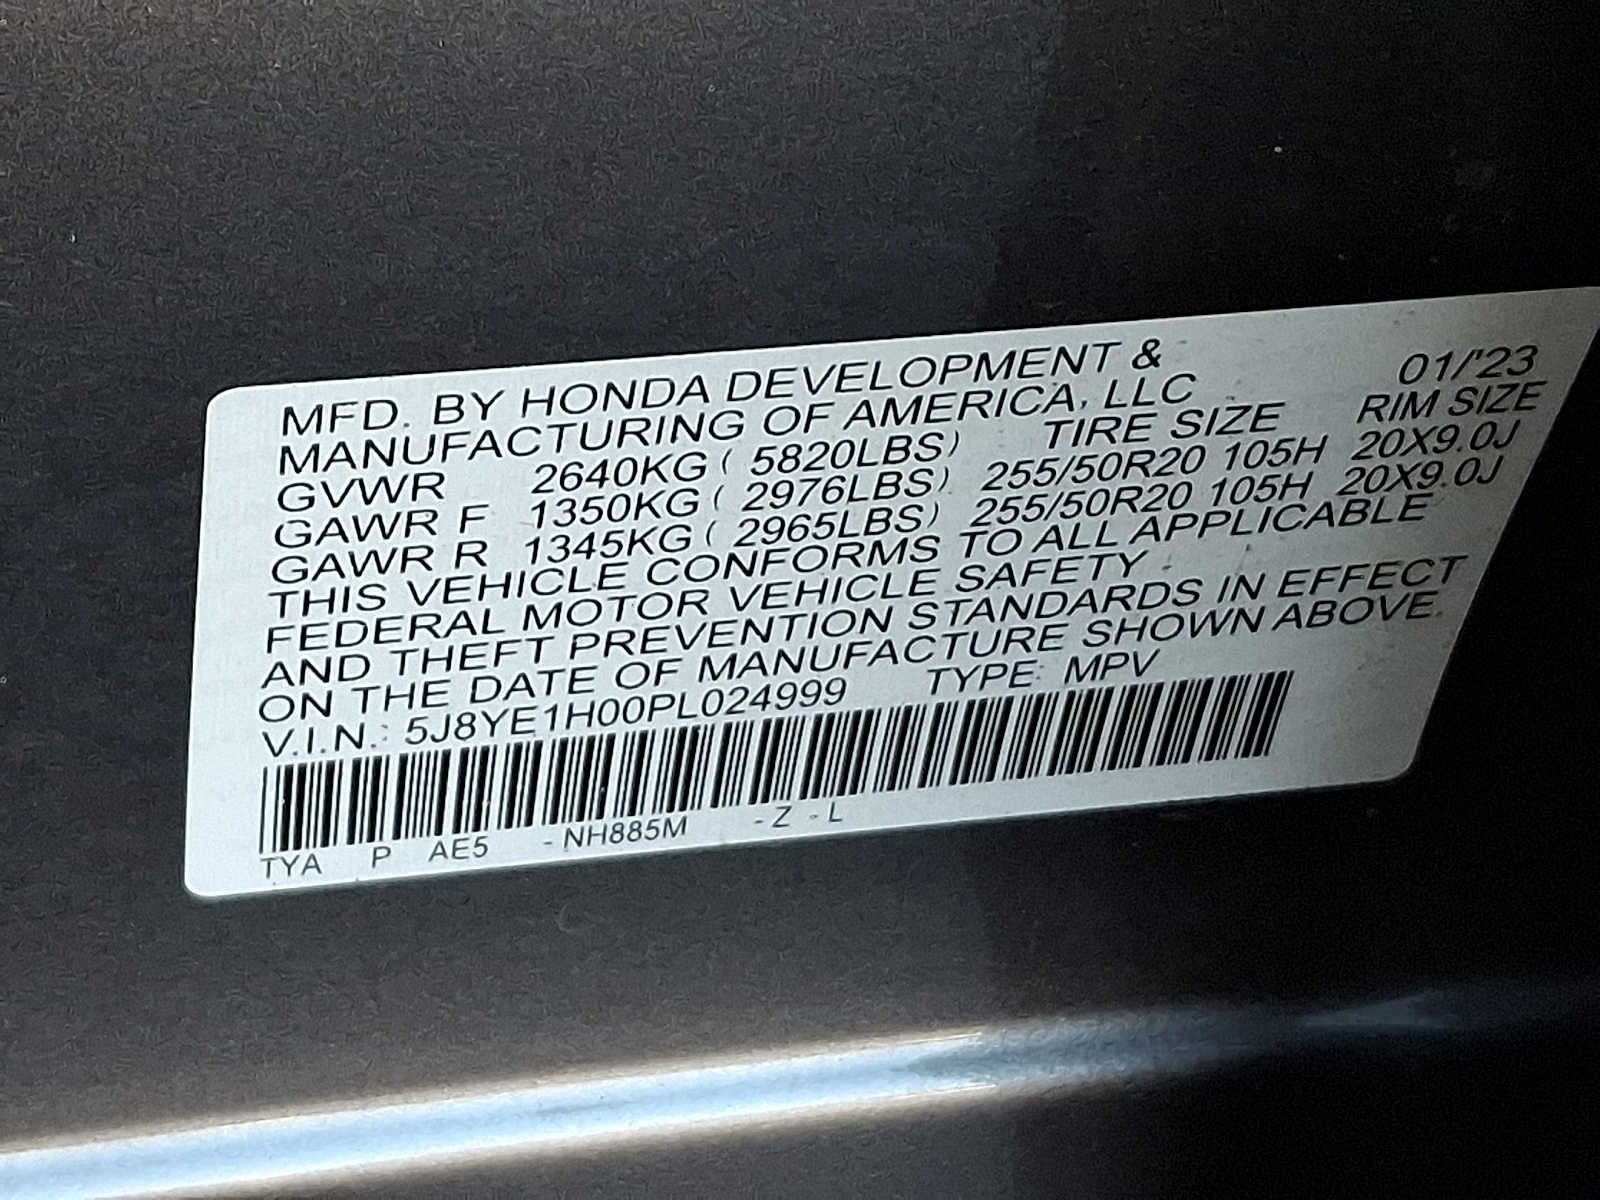 MFD. BY HONDA DEVELOPMENT &
MANUFACTURING OF AMERICA, LLC 01/'23
GVWR 2640KG ( 5820LBS) TIRE SIZE RIM SIZE
GAWR F 1350KG ( 2976LBS) 255/50R20 105H 20X9.0J
GAWR R 1345KG ( 2965LBS) 255/50R20 105H 20X9.0J
THIS VEHICLE CONFORMS TO ALL APPLICABLE
FEDERAL MOTOR VEHICLE SAFETY
AND THEFT PREVENTION STANDARDS IN EFFECT
ON THE DATE OF MANUFACTURE SHOWN ABOVE.
V.I.N.: 5J8YE1H00PL024999 TYPE: MPV
TYA P AE5 -NH885M -Z -L